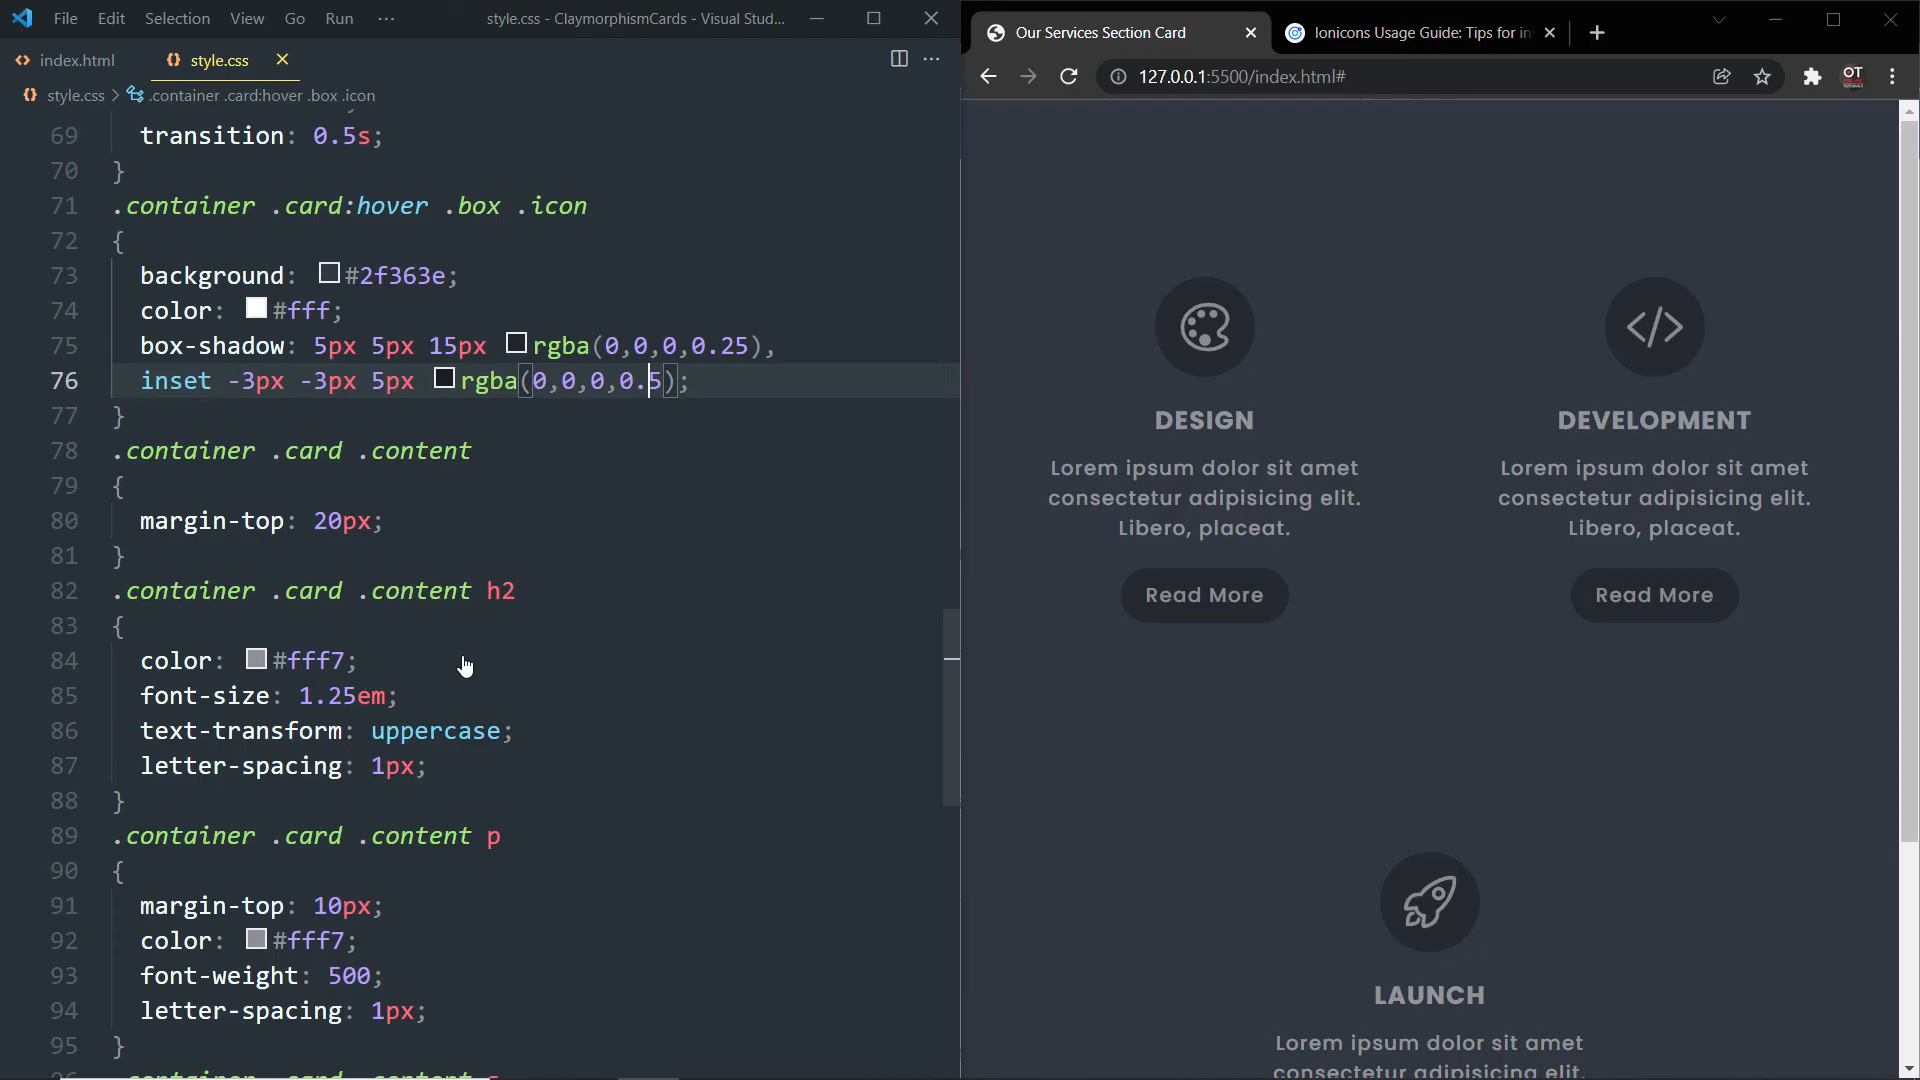 File Edit Selection View Go Run ··· style.css - ClaymorphismCards - Visual Stud...
index.html style.css
style.css > .container .card:hover .box .icon
69 transition: 0.5s;
70 }
71 .container .card:hover .box .icon
72 {
73 background: #2f363e;
74 color: #fff;
75 box-shadow: 5px 5px 15px rgba(0,0,0,0.25),
76 inset -3px -3px 5px rgba(0,0,0,0.5);
77 }
78 .container .card .content
79 {
80 margin-top: 20px;
81 }
82 .container .card .content h2
83 {
84 color: #fff7;
85 font-size: 1.25em;
86 text-transform: uppercase;
87 letter-spacing: 1px;
88 }
89 .container .card .content p
90 {
91 margin-top: 10px;
92 color: #fff7;
93 font-weight: 500;
94 letter-spacing: 1px;
95 }
Our Services Section Card
Ionicons Usage Guide: Tips for in
127.0.0.1:5500/index.html#
OT
DESIGN
Lorem ipsum dolor sit amet
consectetur adipisicing elit.
Libero, placeat.
Read More
DEVELOPMENT
Lorem ipsum dolor sit amet
consectetur adipisicing elit.
Libero, placeat.
Read More
LAUNCH
Lorem ipsum dolor sit amet
consectetur adipisicing elit.